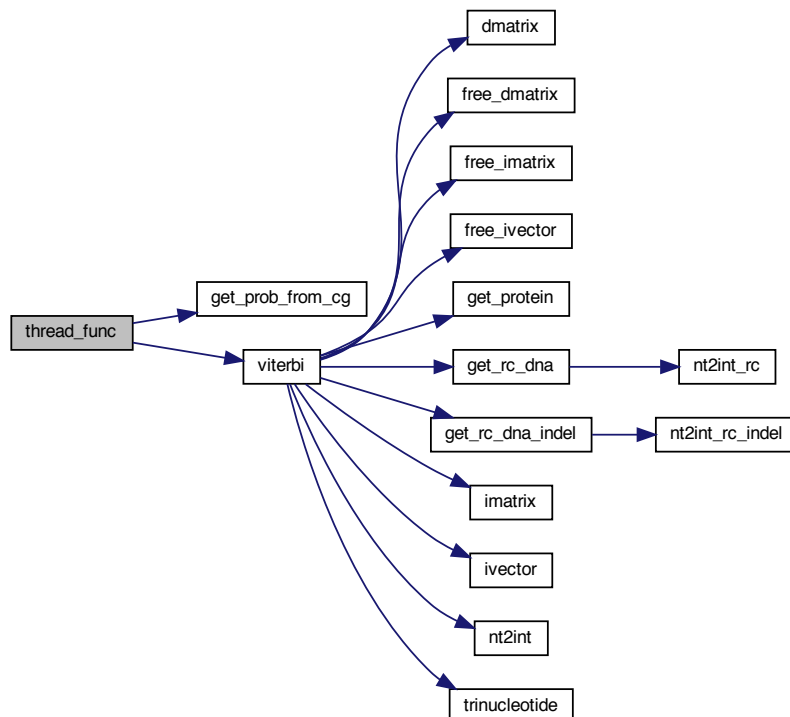 dmatrix
free_dmatrix
free_imatrix
free_ivector
get_prob_from_cg
get_protein
thread_func
viterbi
get_rc_dna
nt2int_rc
get_rc_dna_indel
nt2int_rc_indel
imatrix
ivector
nt2int
trinucleotide